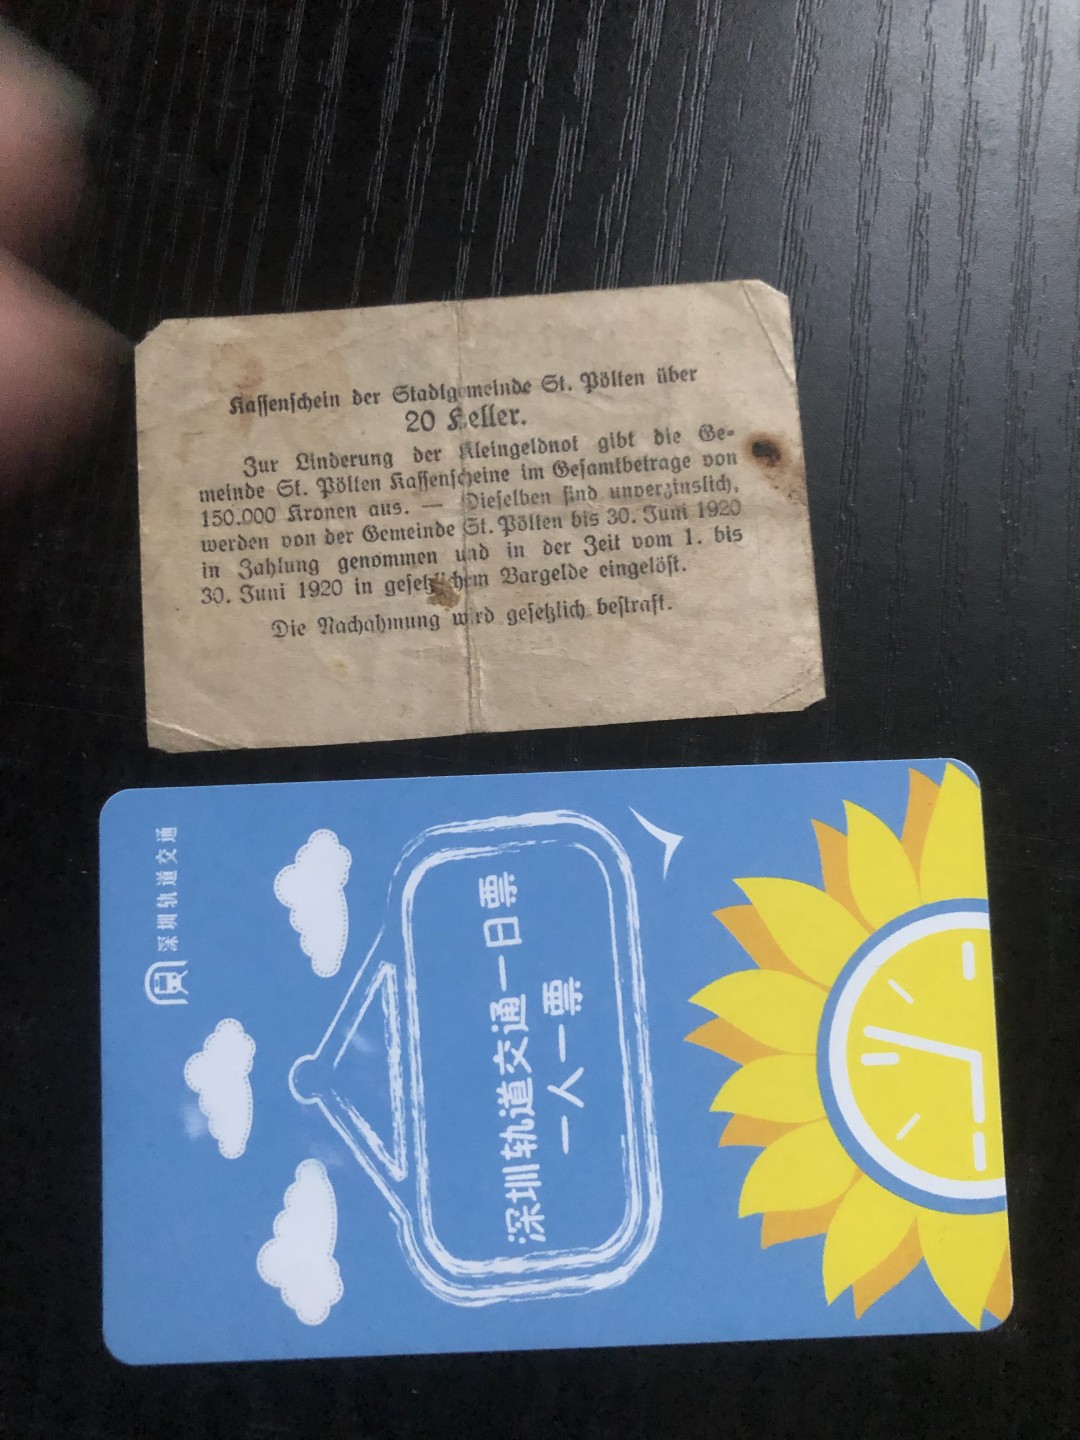 Kassenschein der Stadtgemeinde St. Pölten über
20 Heller.
Zur Linderung der Kleingeldnot gibt die Ge-
meinde St. Pölten Kassenscheine im Gesamtbetrage von
150.000 Kronen aus. — Dieselben sind unverzinslich,
werden von der Gemeinde St. Pölten bis 30. Juni 1920
in Zahlung genommen und in der Zeit vom 1. bis
30. Juni 1920 in gesetzlichem Bargelde eingelöst.
Die Nachahmung wird gesetzlich bestraft.
深圳轨道交通
深圳轨道交通一日票
一人一票